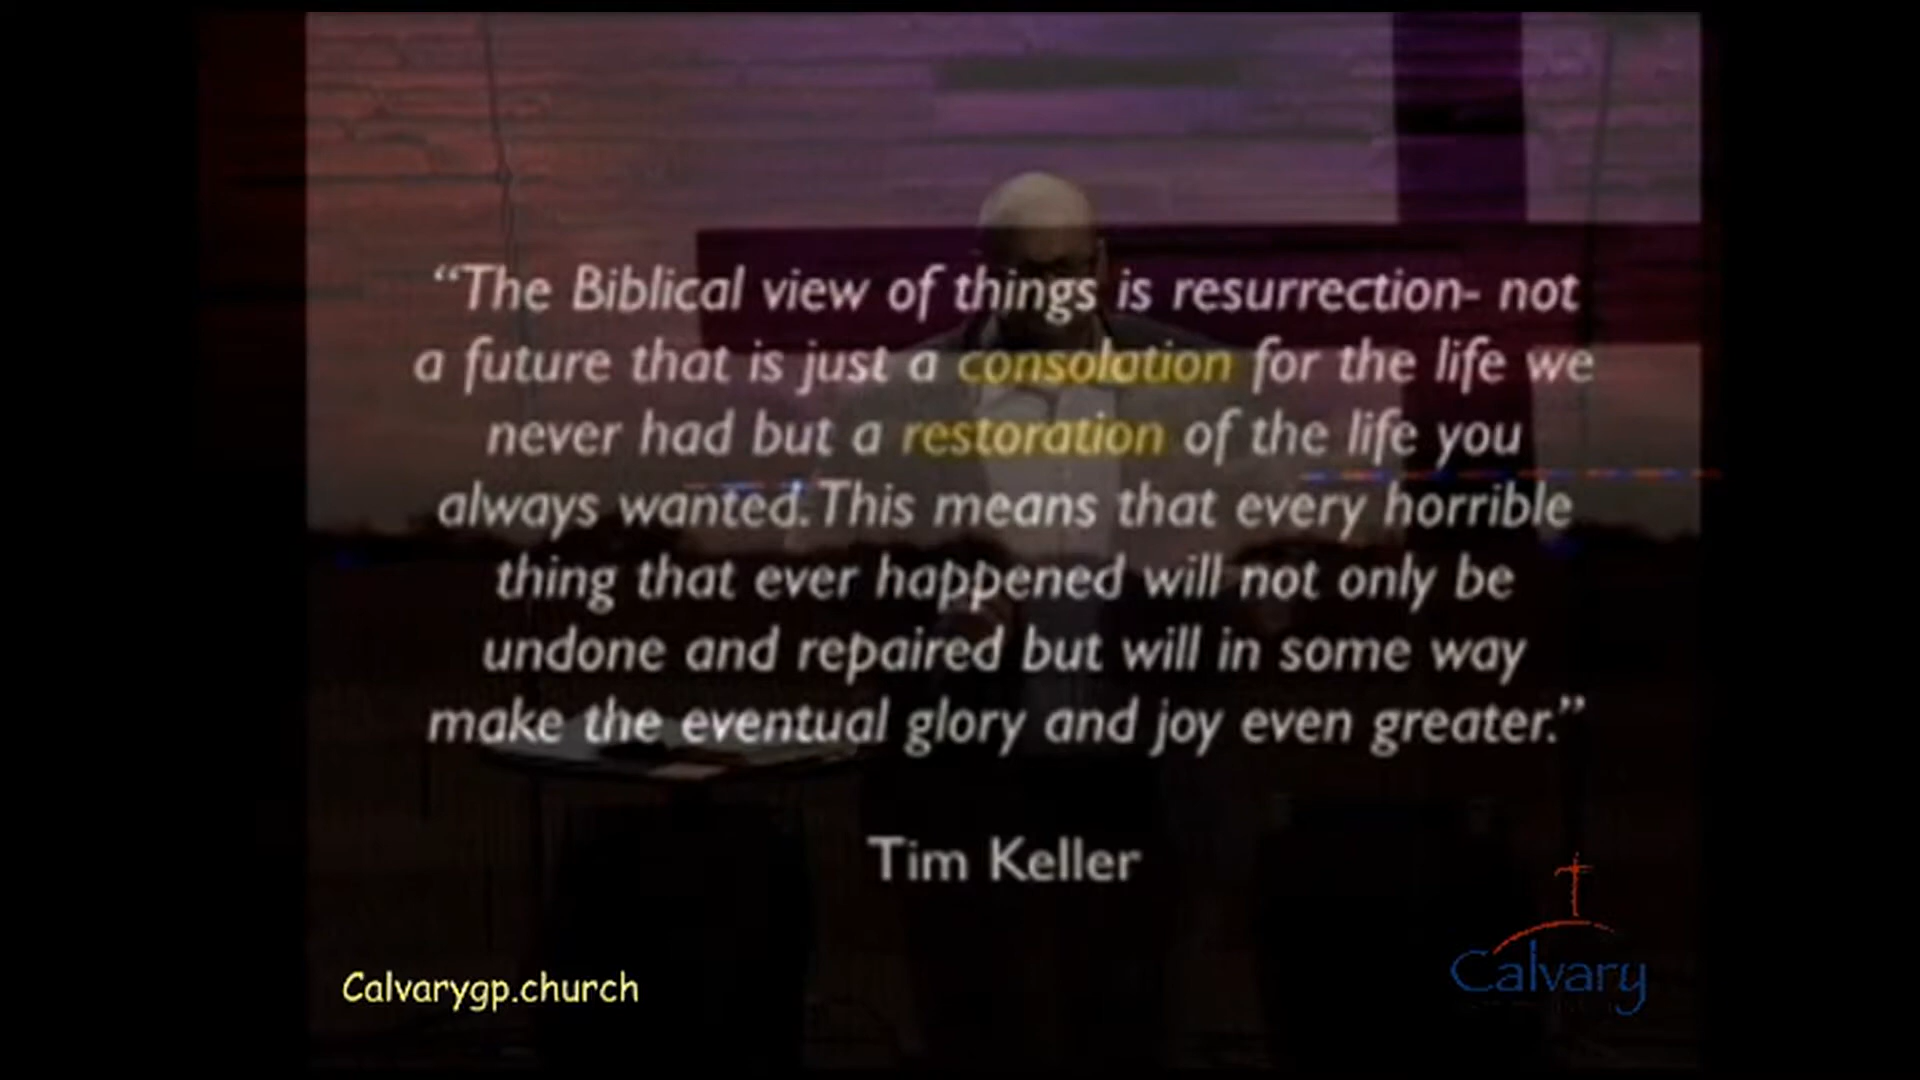 “The Biblical view of things is resurrection- not
a future that is just a consolation for the life we
never had but a restoration of the life you
always wanted. This means that every horrible
thing that ever happened will not only be
undone and repaired but will in some way
make the eventual glory and joy even greater.”
Tim Keller
Calvarygp.church
Calvary